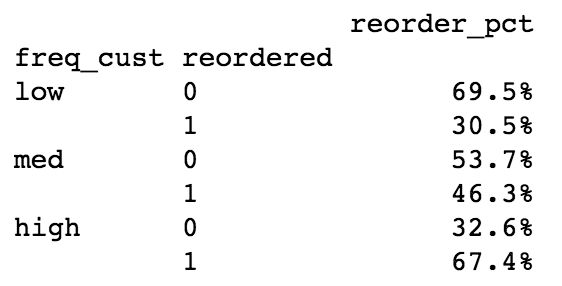 reorder_pct
freq_cust reordered
low 0 69.5%
1 30.5%
med 0 53.7%
1 46.3%
high 0 32.6%
1 67.4%